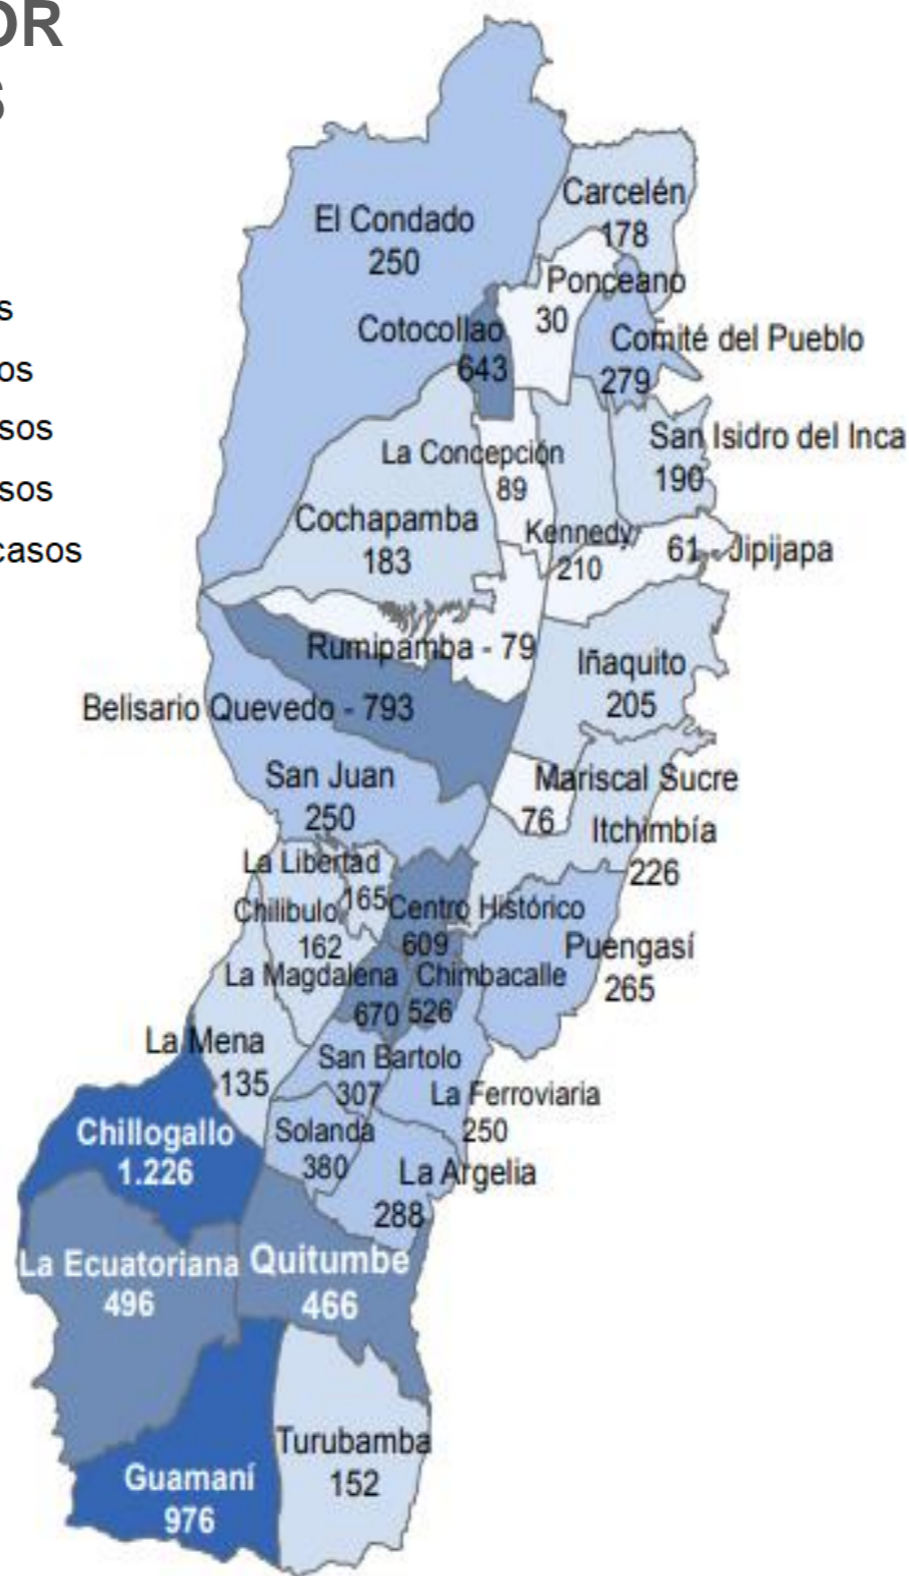 OR
S
s
os
sos
sos
casos
El Condado
250
Carcelén
178
Ponceano
30
Cotocollao
643
Comité del Pueblo
279
La Concepción
89
San Isidro del Inca
190
Cochapamba
183
Kennedy
210
61 - Jipijapa
Rumipamba - 79
Iñaquito
205
Belisario Quevedo - 793
San Juan
250
Mariscal Sucre
76
Itchimbía
226
La Libertad
165
Chilibulo
162
Centro Histórico
609
Puengasí
265
La Magdalena
670
Chimbacalle
526
La Mena
135
San Bartolo
307
La Ferroviaria
250
Chillogallo
1.226
Solanda
380
La Argelia
288
La Ecuatoriana
496
Quitumbe
466
Turubamba
152
Guamaní
976